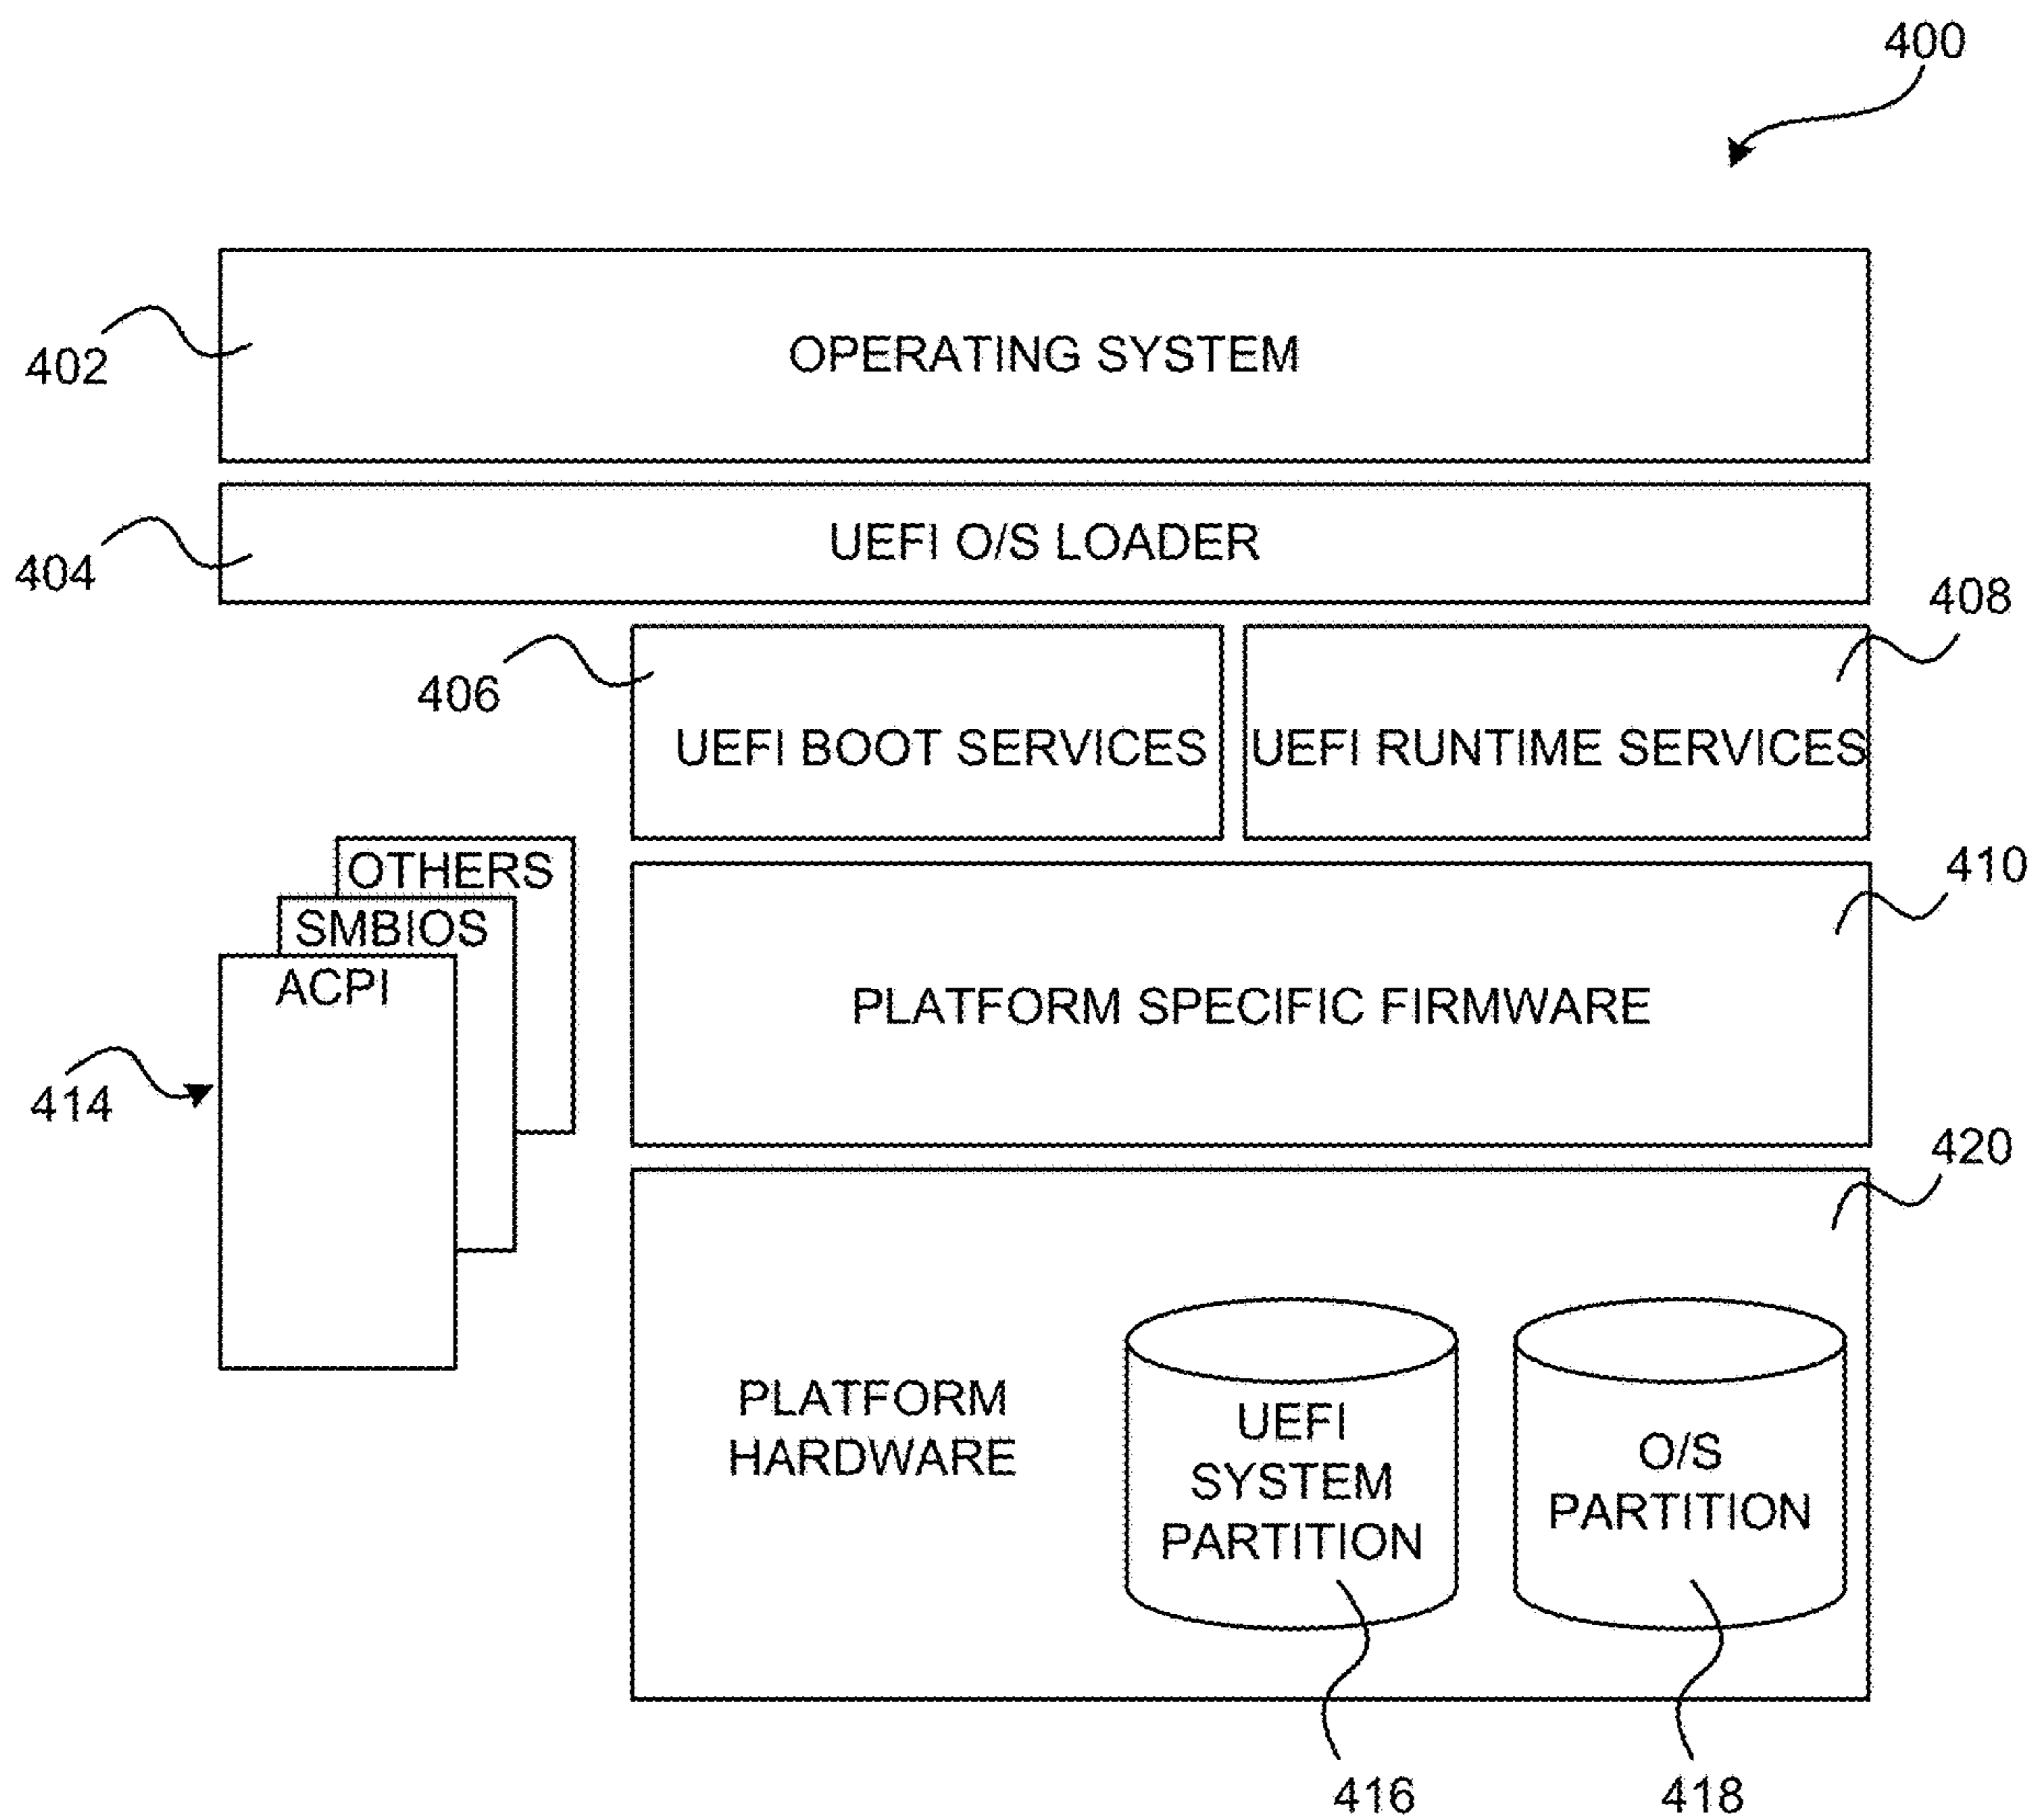 400
OPERATING SYSTEM
402
UEFI O/S LOADER
404
408
406
UEFI BOOT SERVICES
UEFI RUNTIME SERVICES
OTHERS
SMBIOS
ACPI
410
PLATFORM SPECIFIC FIRMWARE
414
420
PLATFORM
HARDWARE
UEFI
SYSTEM
PARTITION
O/S
PARTITION
416
418